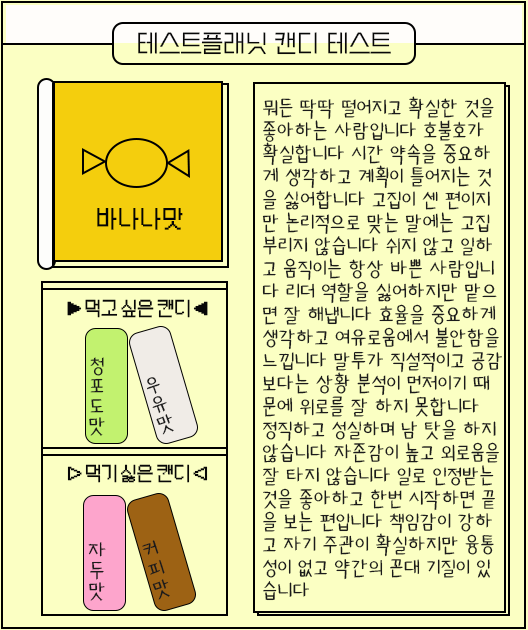 테스트플래닛 캔디 테스트
바나나맛
▶먹고 싶은 캔디◀
청포도맛
우유맛
▷먹기 싫은 캔디◁
자두맛
커피맛
뭐든 딱딱 떨어지고 확실한 것을
좋아하는 사람입니다 호불호가
확실합니다 시간 약속을 중요하
게 생각하고 계획이 틀어지는 것
을 싫어합니다 고집이 센 편이지
만 논리적으로 맞는 말에는 고집
부리지 않습니다 쉬지 않고 일하
고 움직이는 항상 바쁜 사람입니
다 리더 역할을 싫어하지만 맡으
면 잘 해냅니다 효율을 중요하게
생각하고 여유로움에서 불안함을
느낍니다 말투가 직설적이고 공감
보다는 상황 분석이 먼저이기 때
문에 위로를 잘 하지 못합니다
정직하고 성실하며 남 탓을 하지
않습니다 자존감이 높고 외로움을
잘 타지 않습니다 일로 인정받는
것을 좋아하고 한번 시작하면 끝
을 보는 편입니다 책임감이 강하
고 자기 주관이 확실하지만 융통
성이 없고 약간의 꼰대 기질이 있
습니다